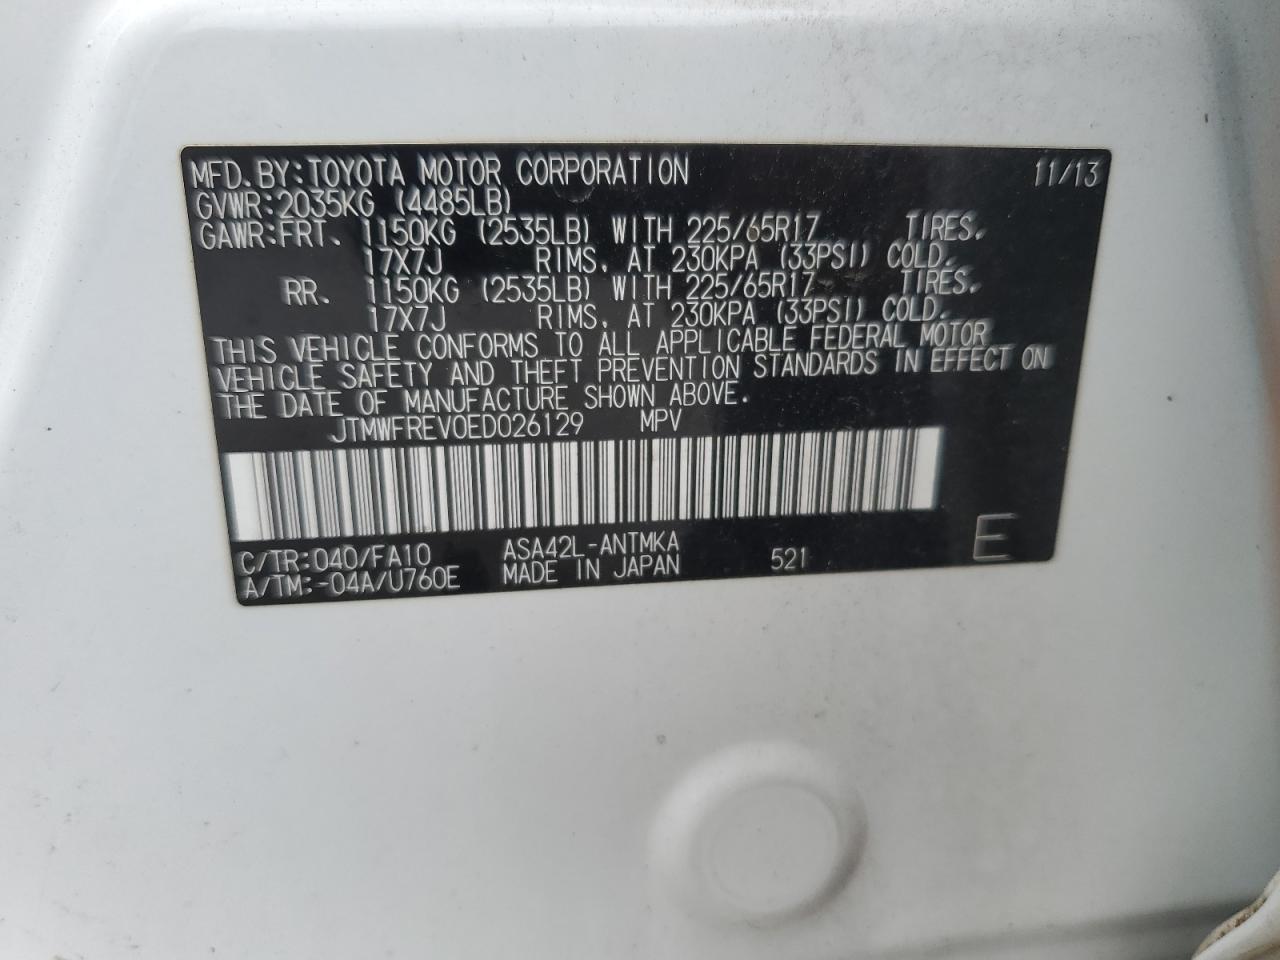 MFD.BY:TOYOTA MOTOR CORPORATION 11/13
GVWR:2035KG (4485LB)
GAWR:FRT. 1150KG (2535LB) WITH 225/65R17 TIRES.
17X7J RIMS, AT 230KPA (33PSI) COLD.
RR. 1150KG (2535LB) WITH 225/65R17 TIRES.
17X7J RIMS, AT 230KPA (33PSI) COLD.
THIS VEHICLE CONFORMS TO ALL APPLICABLE FEDERAL MOTOR
VEHICLE SAFETY AND THEFT PREVENTION STANDARDS IN EFFECT ON
THE DATE OF MANUFACTURE SHOWN ABOVE.
JTMWFREV0ED026129 MPV
C/TR:040/FA10 ASA42L-ANTMKA 521 E
A/TM:-04A/U760E MADE IN JAPAN